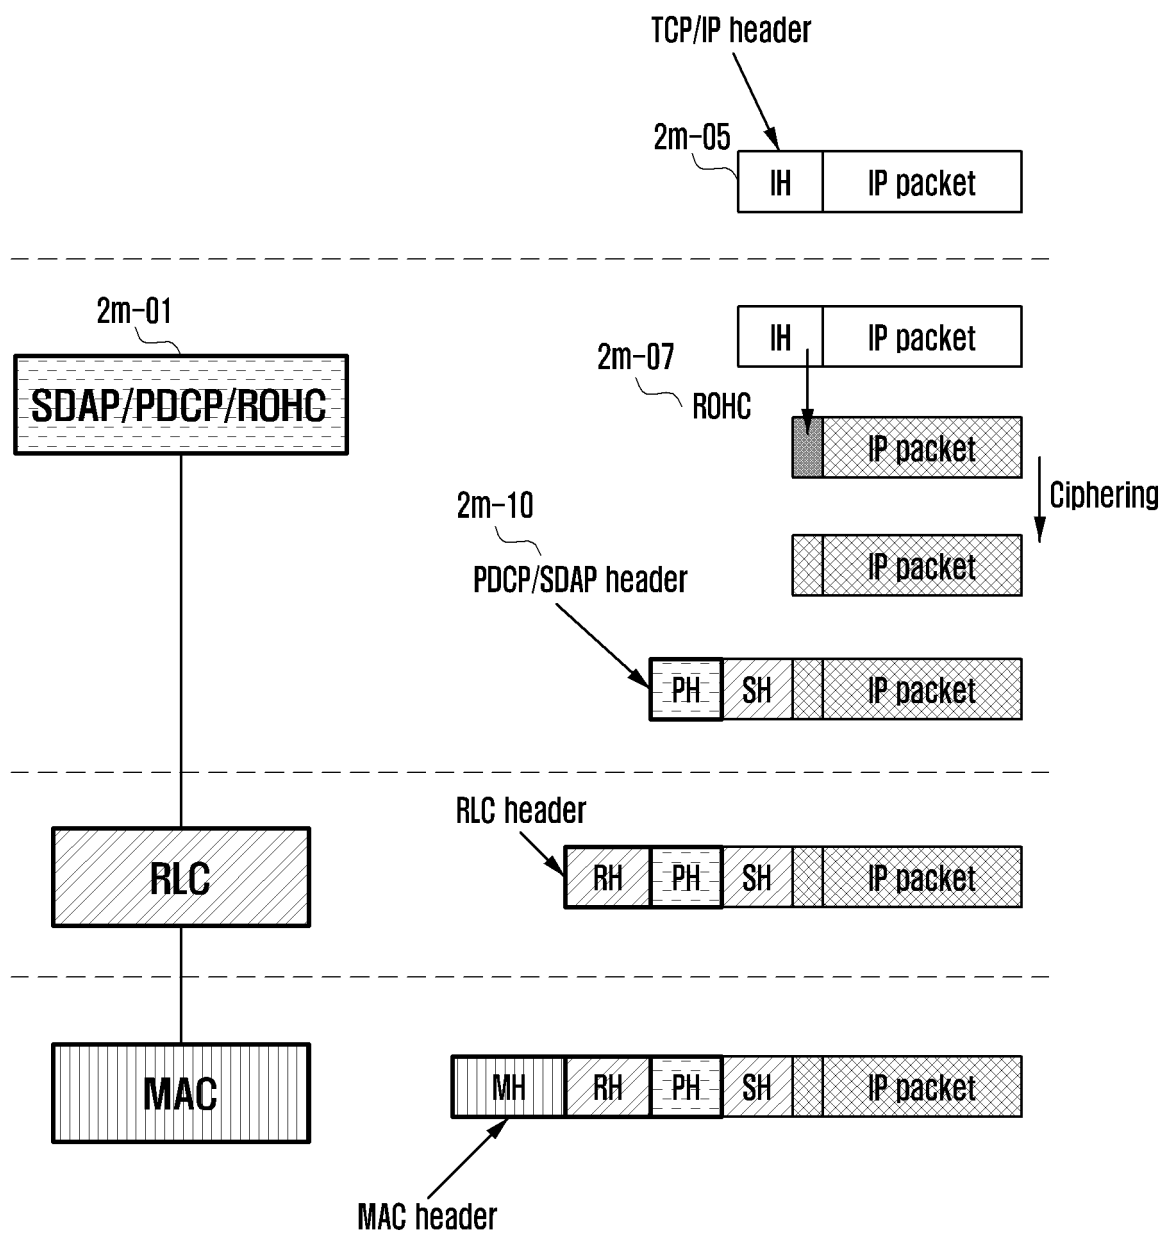 TCP/IP header
2m-05
IH IP packet
2m-01
SDAP/PDCP/ROHC
IH IP packet
2m-07
ROHC
IP packet
Ciphering
2m-10
IP packet
PDCP/SDAP header
PH SH IP packet
RLC header
RLC
RH PH SH IP packet
MAC
MH RH PH SH IP packet
MAC header